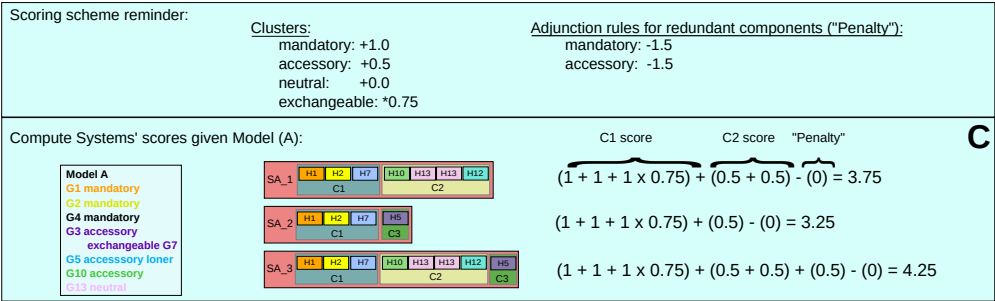 Scoring scheme reminder:
Clusters:
mandatory: +1.0
accessory: +0.5
neutral: +0.0
exchangeable: *0.75
Adjunction rules for redundant components ("Penalty"):
mandatory: -1.5
accessory: -1.5
Compute Systems' scores given Model (A):
C
C1 score C2 score "Penalty"
Model A
G1 mandatory
G2 mandatory
G4 mandatory
G3 accessory
exchangeable G7
G5 accesssory loner
G10 accessory
G13 neutral
SA_1 H1 H2 H7 H10 H13 H13 H12
C1 C2
(1 + 1 + 1 x 0.75) + (0.5 + 0.5) - (0) = 3.75
SA_2 H1 H2 H7 H5
C1 C3
(1 + 1 + 1 x 0.75) + (0.5) - (0) = 3.25
SA_3 H1 H2 H7 H10 H13 H13 H12 H5
C1 C2 C3
(1 + 1 + 1 x 0.75) + (0.5 + 0.5) + (0.5) - (0) = 4.25